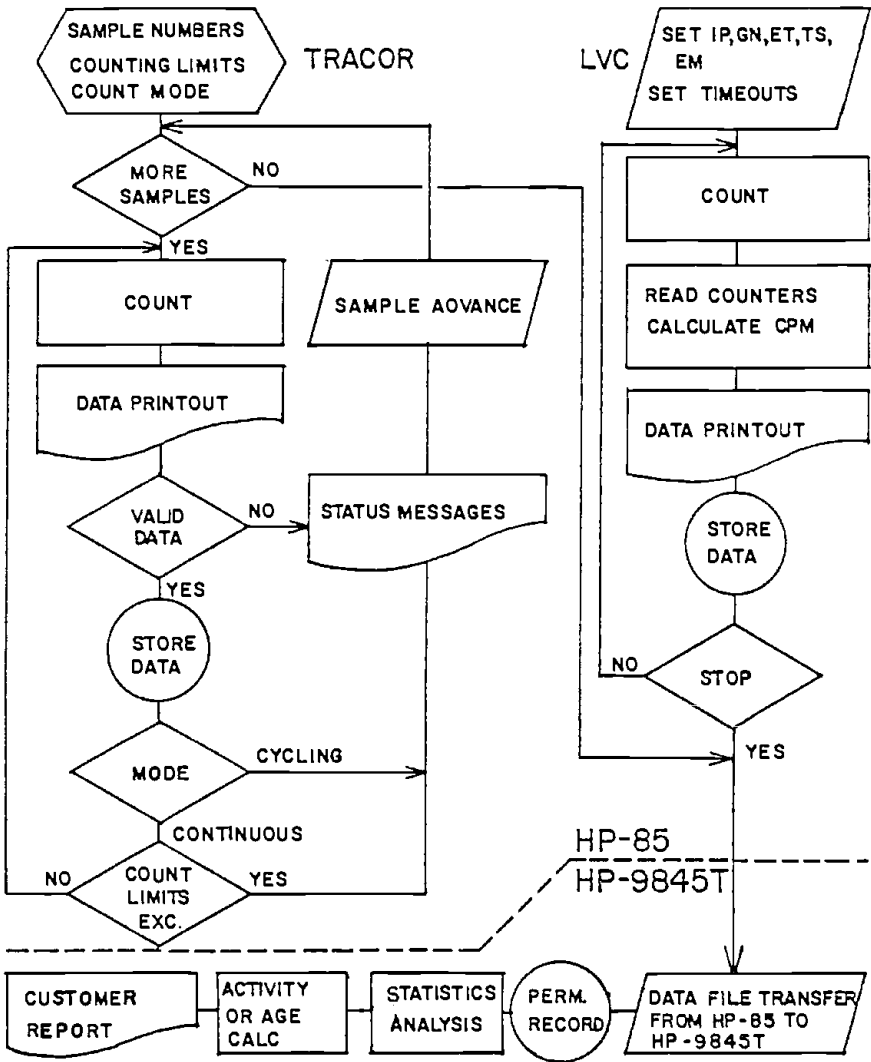 SAMPLE NUMBERS
COUNTING LIMITS
COUNT MODE
TRACOR
MORE
SAMPLES
NO
YES
COUNT
SAMPLE AOVANCE
DATA PRINTOUT
VALID
DATA
NO
STATUS MESSAGES
YES
STORE
DATA
MODE
CYCLING
CONTINUOUS
NO
COUNT
LIMITS
EXC.
YES
LVC
SET IP,GN,ET,TS,
EM
SET TIMEOUTS
COUNT
READ COUNTERS
CALCULATE CPM
DATA PRINTOUT
STORE
DATA
NO
STOP
YES
HP-85
HP-9845T
CUSTOMER
REPORT
ACTIVITY
OR AGE
CALC
STATISTICS
ANALYSIS
PERM.
RECORD
DATA FILE TRANSFER
FROM HP-85 TO
HP-9845T